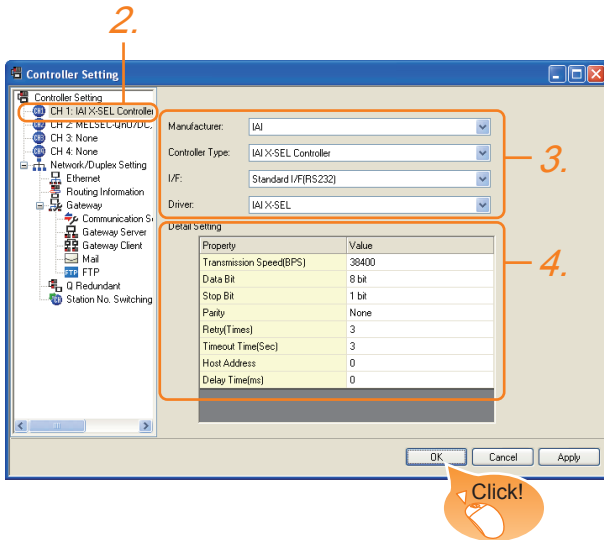 2.
Controller Setting
Controller Setting
CH 1: IAI X-SEL Controller
CH 2: MELSEC-QnU/DC,
CH 3: None
CH 4: None
Network/Duplex Setting
Ethernet
Routing Information
Gateway
Communication Se
Gateway Server
Gateway Client
Mail
FTP FTP
Q Redundant
Station No. Switching
Manufacturer: IAI
Controller Type: IAI X-SEL Controller
I/F: Standard I/F(RS232)
Driver: IAI X-SEL
3.
Detail Setting
Property Value
Transmission Speed(BPS) 38400
Data Bit 8 bit
Stop Bit 1 bit
Parity None
Retry(Times) 3
Timeout Time(Sec) 3
Host Address 0
Delay Time(ms) 0
4.
OK Cancel Apply
Click!